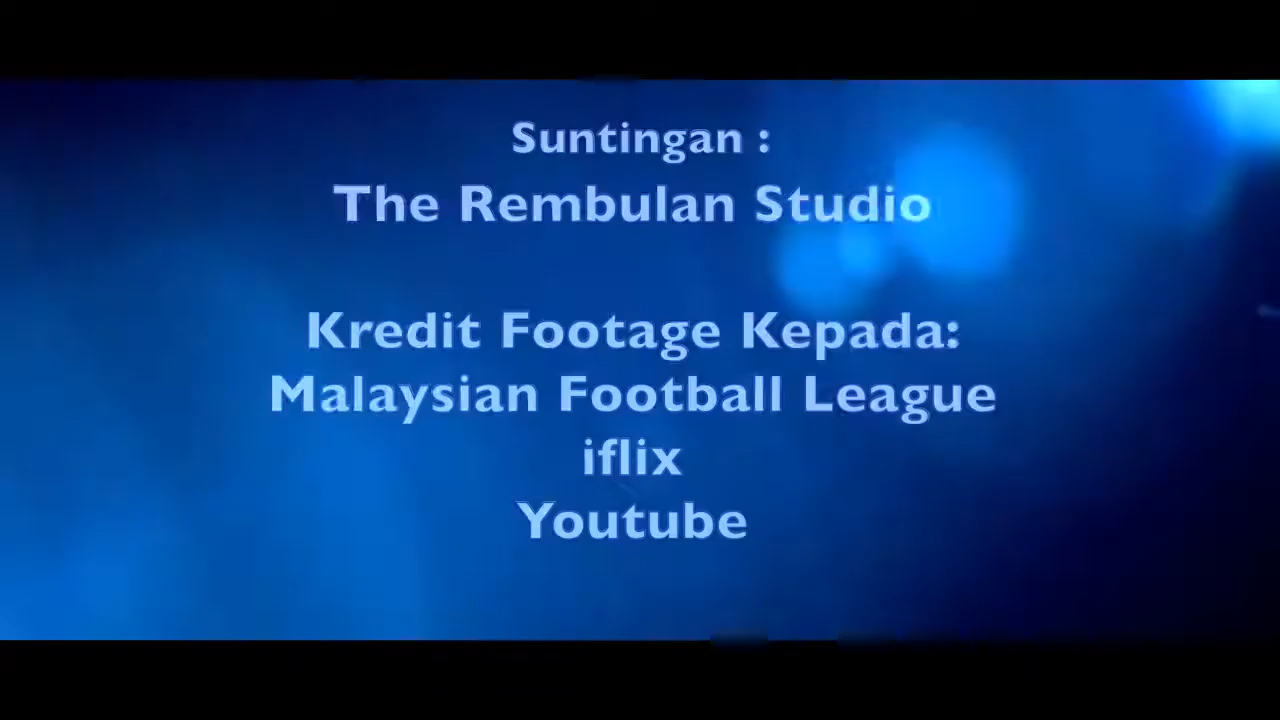 Suntingan :
The Rembulan Studio
Kredit Footage Kepada:
Malaysian Football League
iflix
Youtube